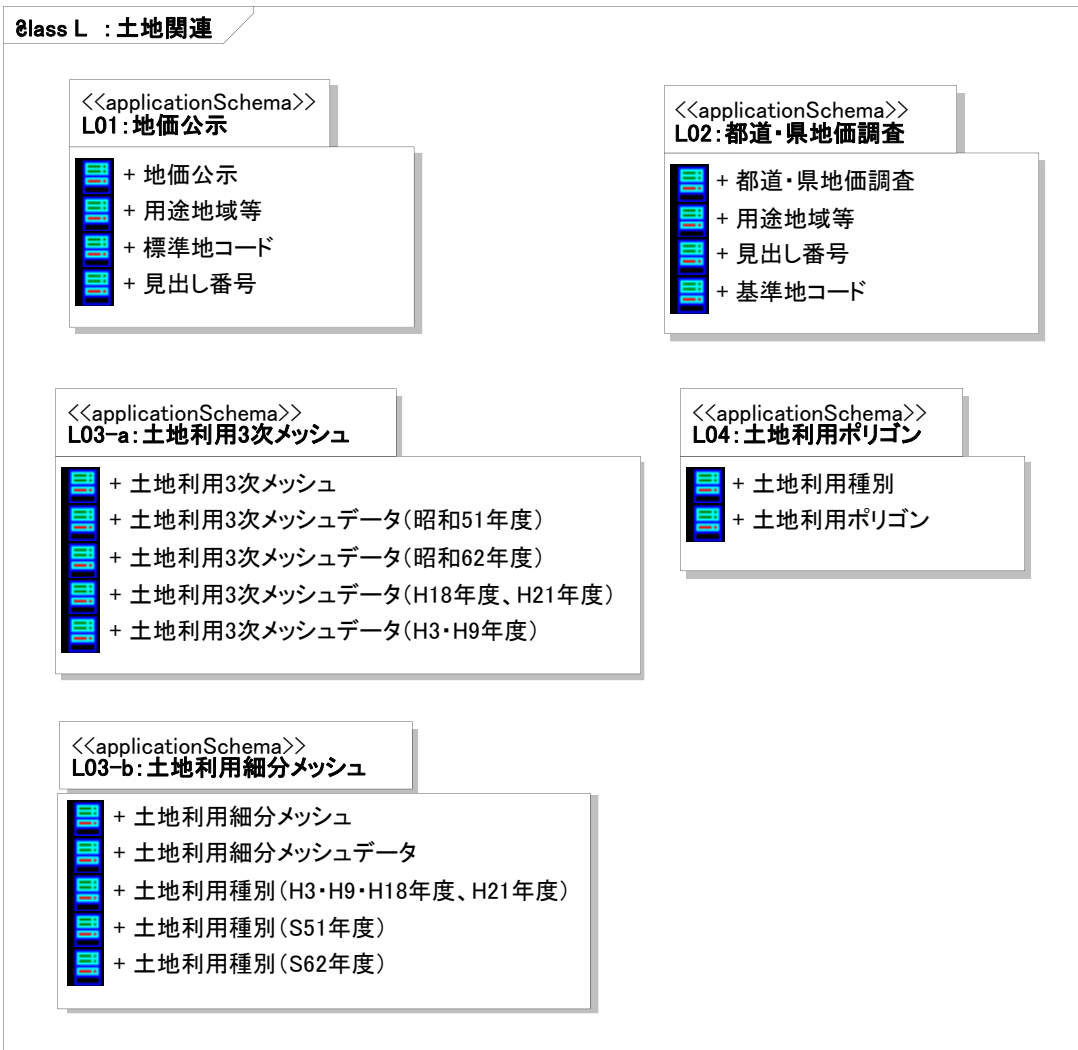 class L : 土地関連
<<applicationSchema>>
L01:地価公示
+ 地価公示
+ 用途地域等
+ 標準地コード
+ 見出し番号
<<applicationSchema>>
L02:都道・県地価調査
+ 都道・県地価調査
+ 用途地域等
+ 見出し番号
+ 基準地コード
<<applicationSchema>>
L03-a:土地利用3次メッシュ
+ 土地利用3次メッシュ
+ 土地利用3次メッシュデータ(昭和51年度)
+ 土地利用3次メッシュデータ(昭和62年度)
+ 土地利用3次メッシュデータ(H18年度、H21年度)
+ 土地利用3次メッシュデータ(H3・H9年度)
<<applicationSchema>>
L04:土地利用ポリゴン
+ 土地利用種別
+ 土地利用ポリゴン
<<applicationSchema>>
L03-b:土地利用細分メッシュ
+ 土地利用細分メッシュ
+ 土地利用細分メッシュデータ
+ 土地利用種別(H3・H9・H18年度、H21年度)
+ 土地利用種別(S51年度)
+ 土地利用種別(S62年度)